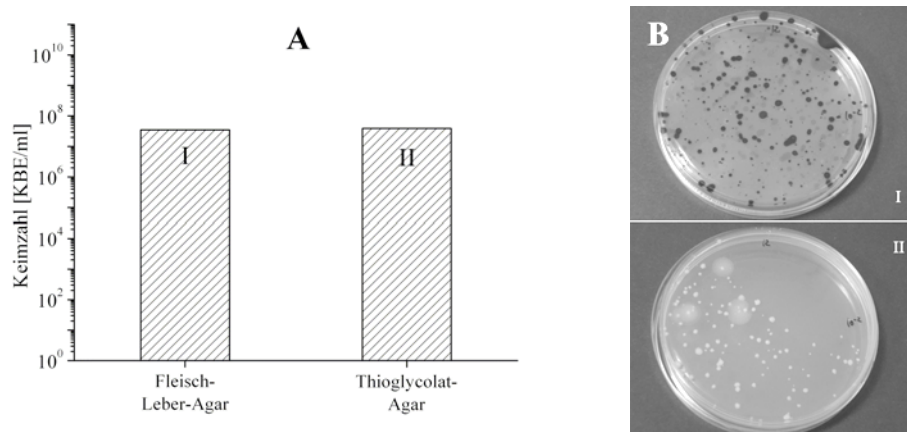 A
Keimzahl [KBE/ml]
10^10
10^8
10^6
10^4
10^2
10^0
I
II
Fleisch-
Leber-Agar
Thioglycolat-
Agar
B
I
II